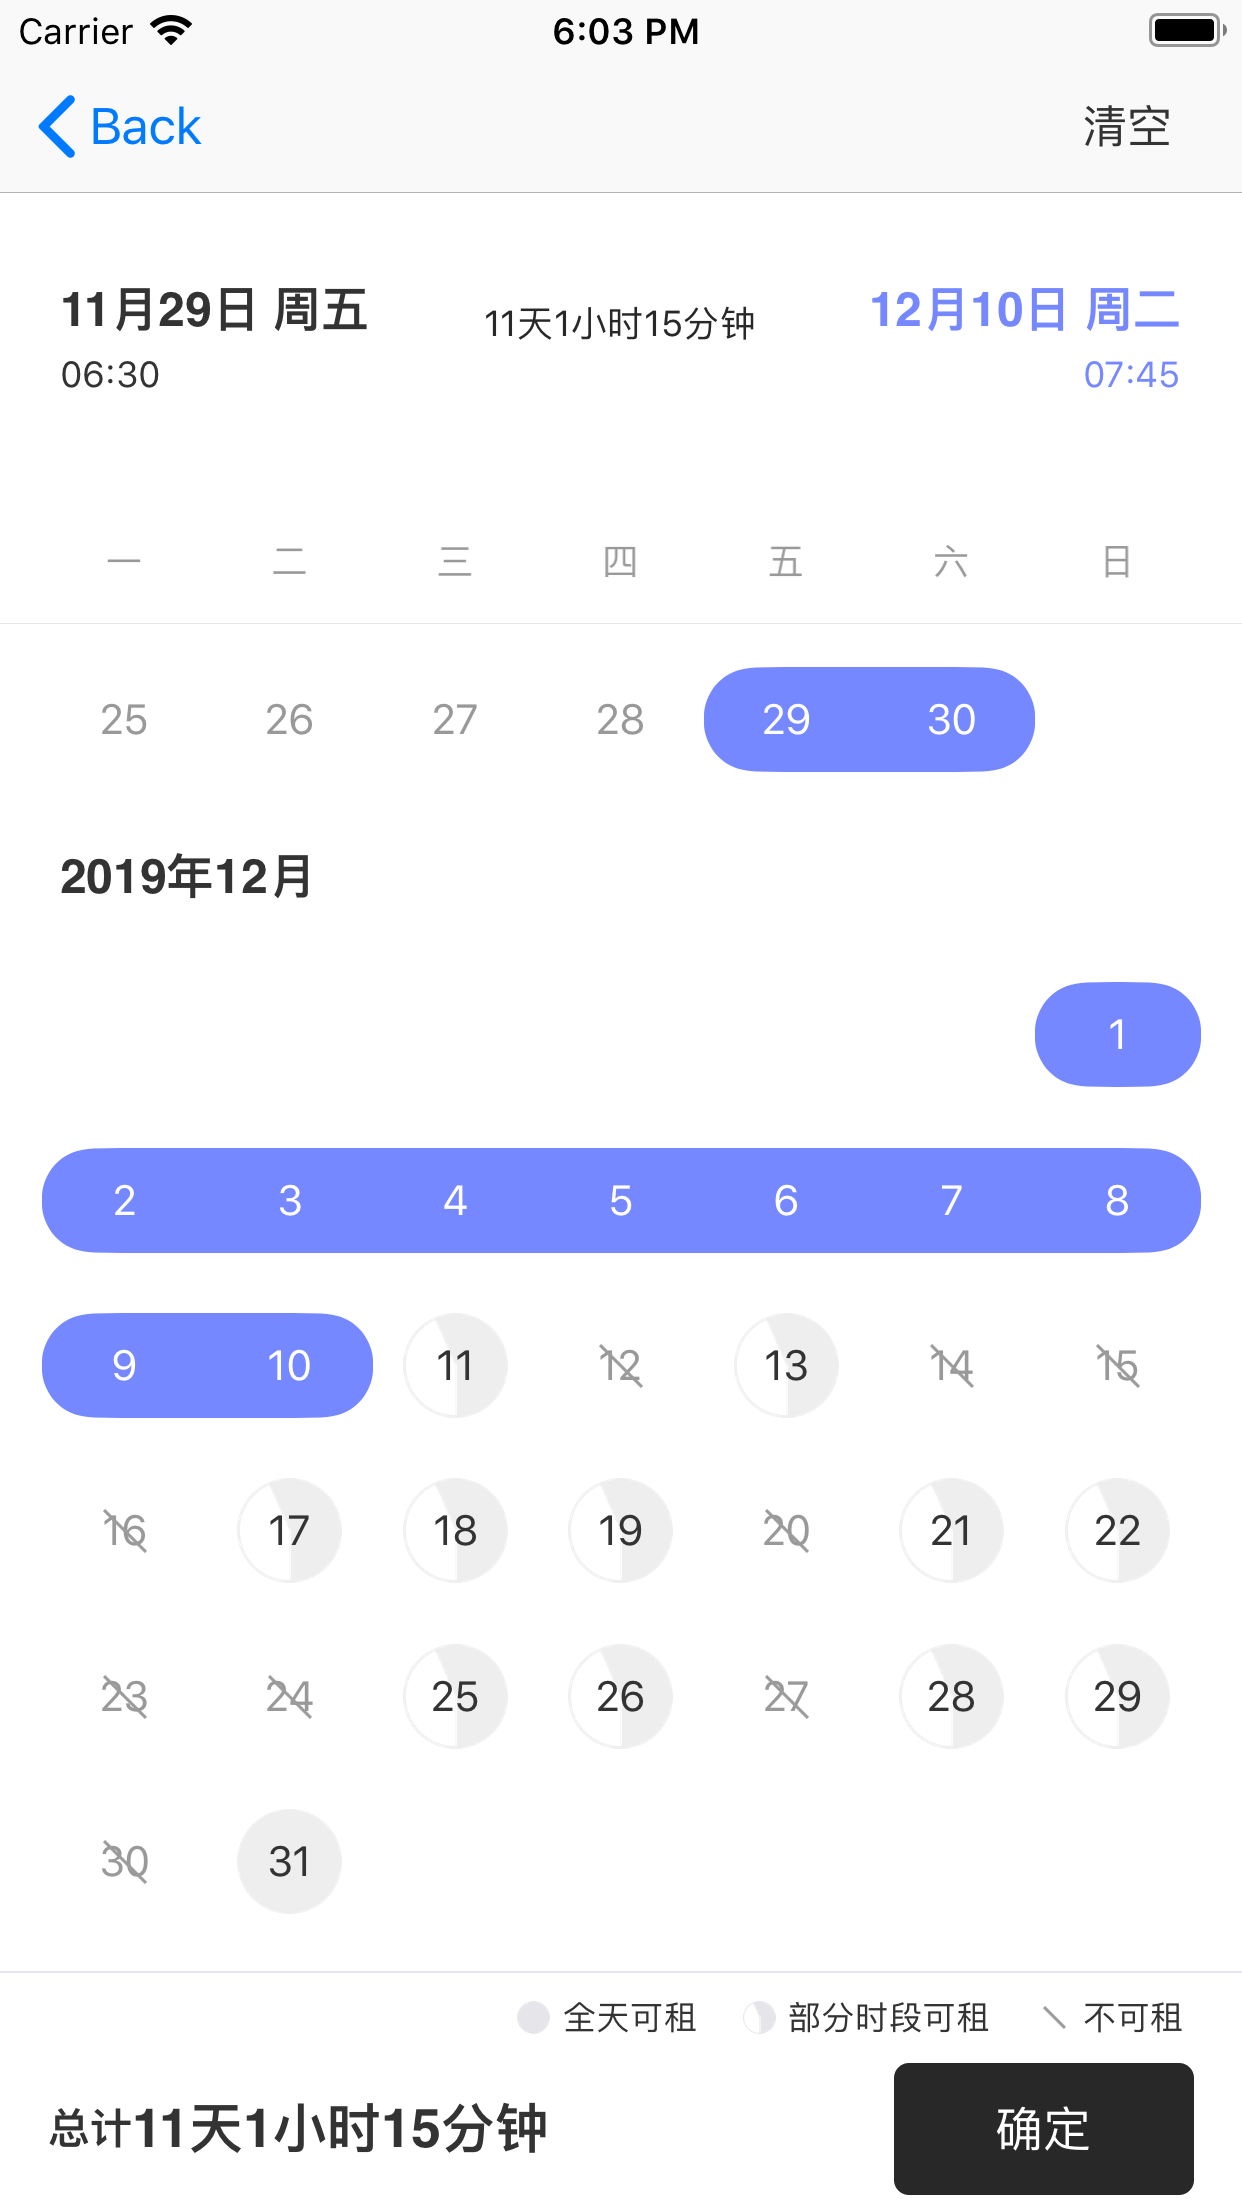 Carrier 6:03 PM
Back 清空
11月29日 周五 11天1小时15分钟 12月10日 周二
06:30 07:45
一 二 三 四 五 六 日
25 26 27 28 29 30
2019年12月
1
2 3 4 5 6 7 8
9 10 11 12 13 14 15
16 17 18 19 20 21 22
23 24 25 26 27 28 29
30 31
全天可租 部分时段可租 不可租
总计11天1小时15分钟 确定